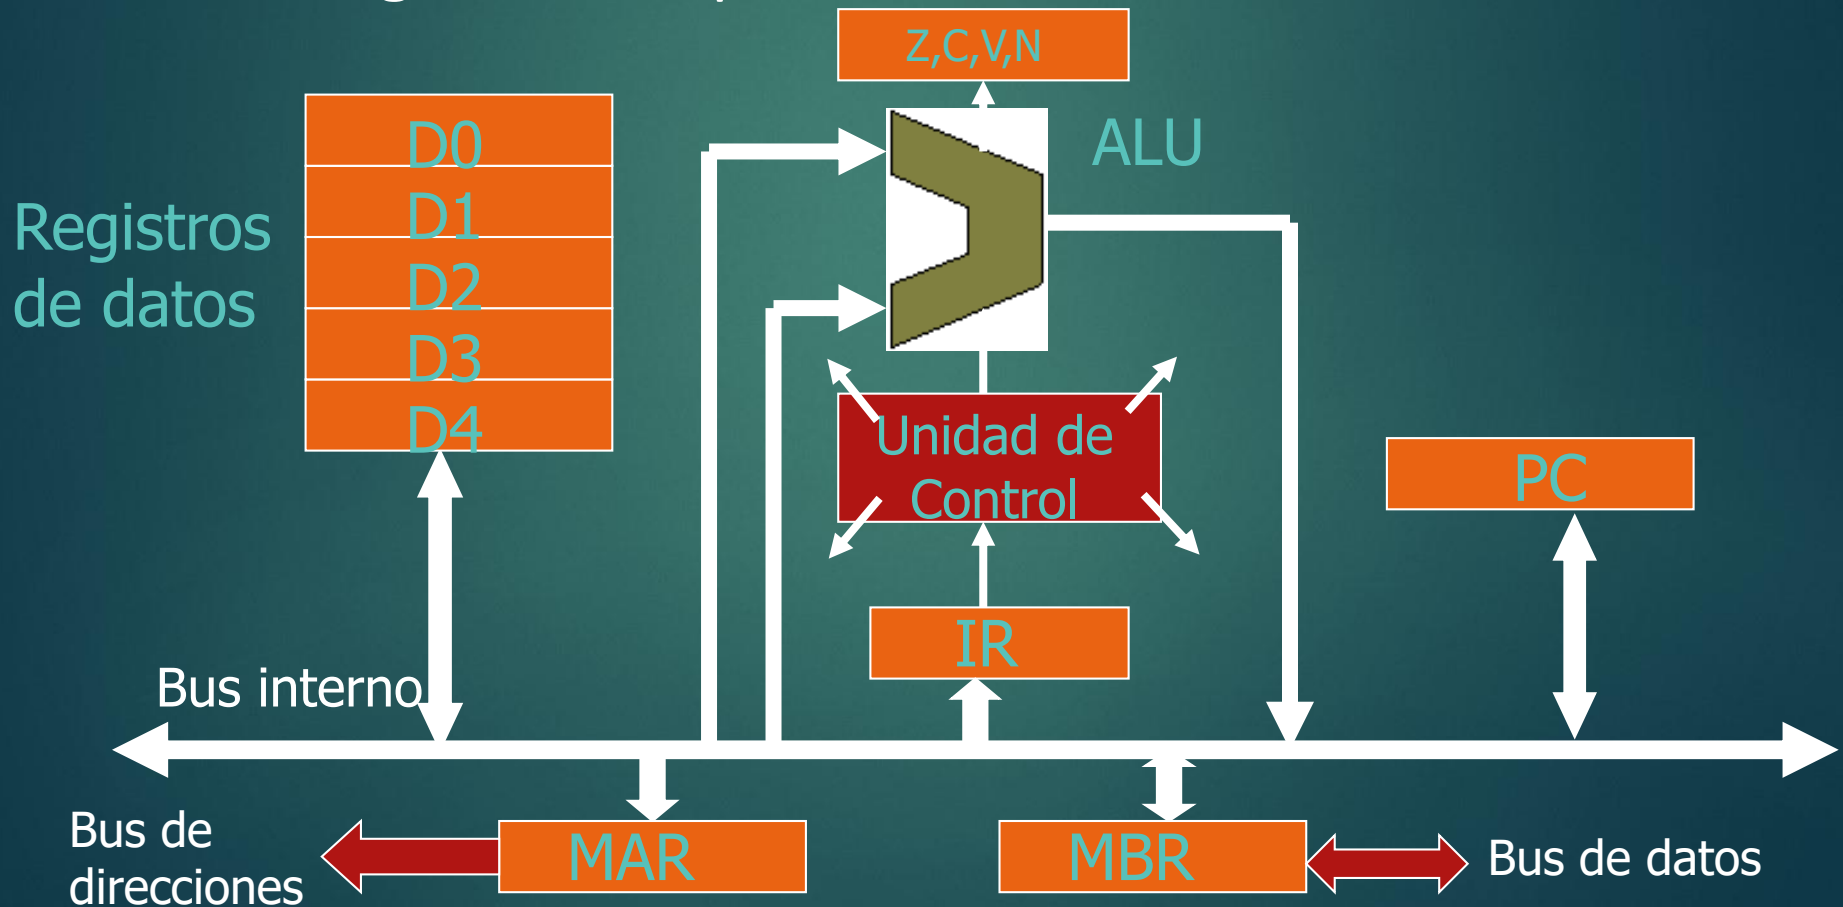 Z,C,V,N
ALU
Registros
de datos
D0
D1
D2
D3
D4
Unidad de
Control
PC
IR
Bus interno
Bus de
direcciones
MAR
MBR
Bus de datos